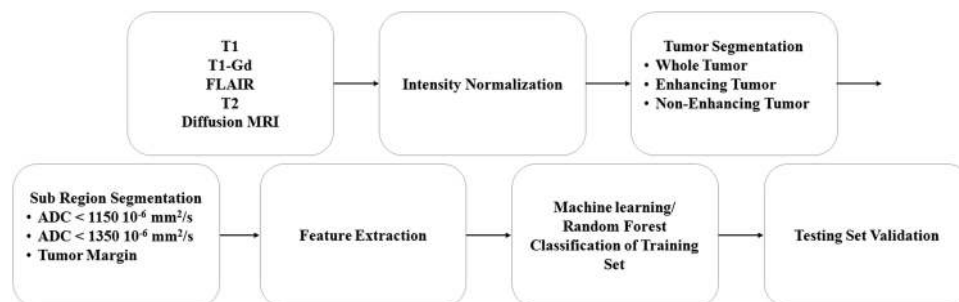 T1
T1-Gd
FLAIR
T2
Diffusion MRI
Intensity Normalization
Tumor Segmentation
• Whole Tumor
• Enhancing Tumor
• Non-Enhancing Tumor
Sub Region Segmentation
• ADC < 1150 10⁻⁶ mm²/s
• ADC < 1350 10⁻⁶ mm²/s
• Tumor Margin
Feature Extraction
Machine learning/
Random Forest
Classification of Training
Set
Testing Set Validation